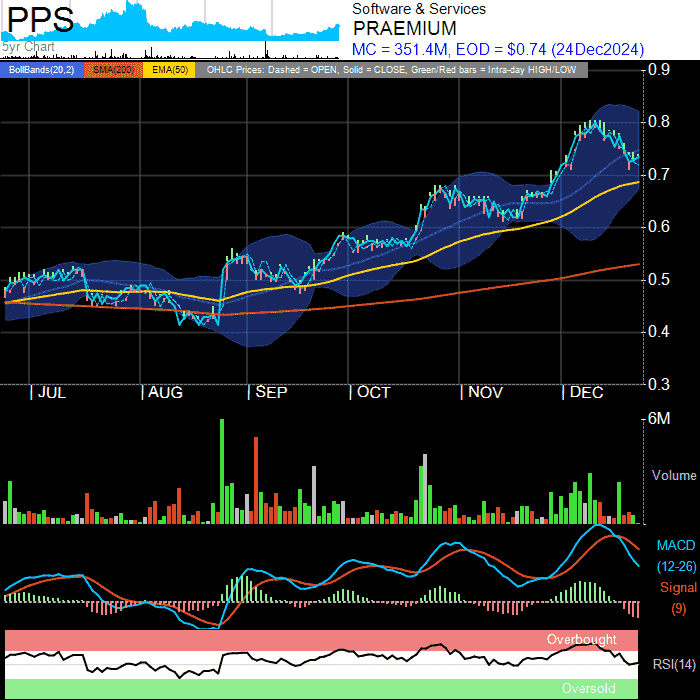 PPS
5yr Chart
Software & Services
PRAEMIUM
MC = 351.4M, EOD = $0.74 (24Dec2024)
BollBands(20,2) SMA(200) EMA(50) OHLC Prices: Dashed = OPEN, Solid = CLOSE, Green/Red bars = Intra-day HIGH/LOW
0.9
0.8
0.7
0.6
0.5
0.4
0.3
| JUL | AUG | SEP | OCT | NOV | DEC
6M
Volume
MACD
(12-26)
Signal
(9)
Overbought
RSI(14)
Oversold